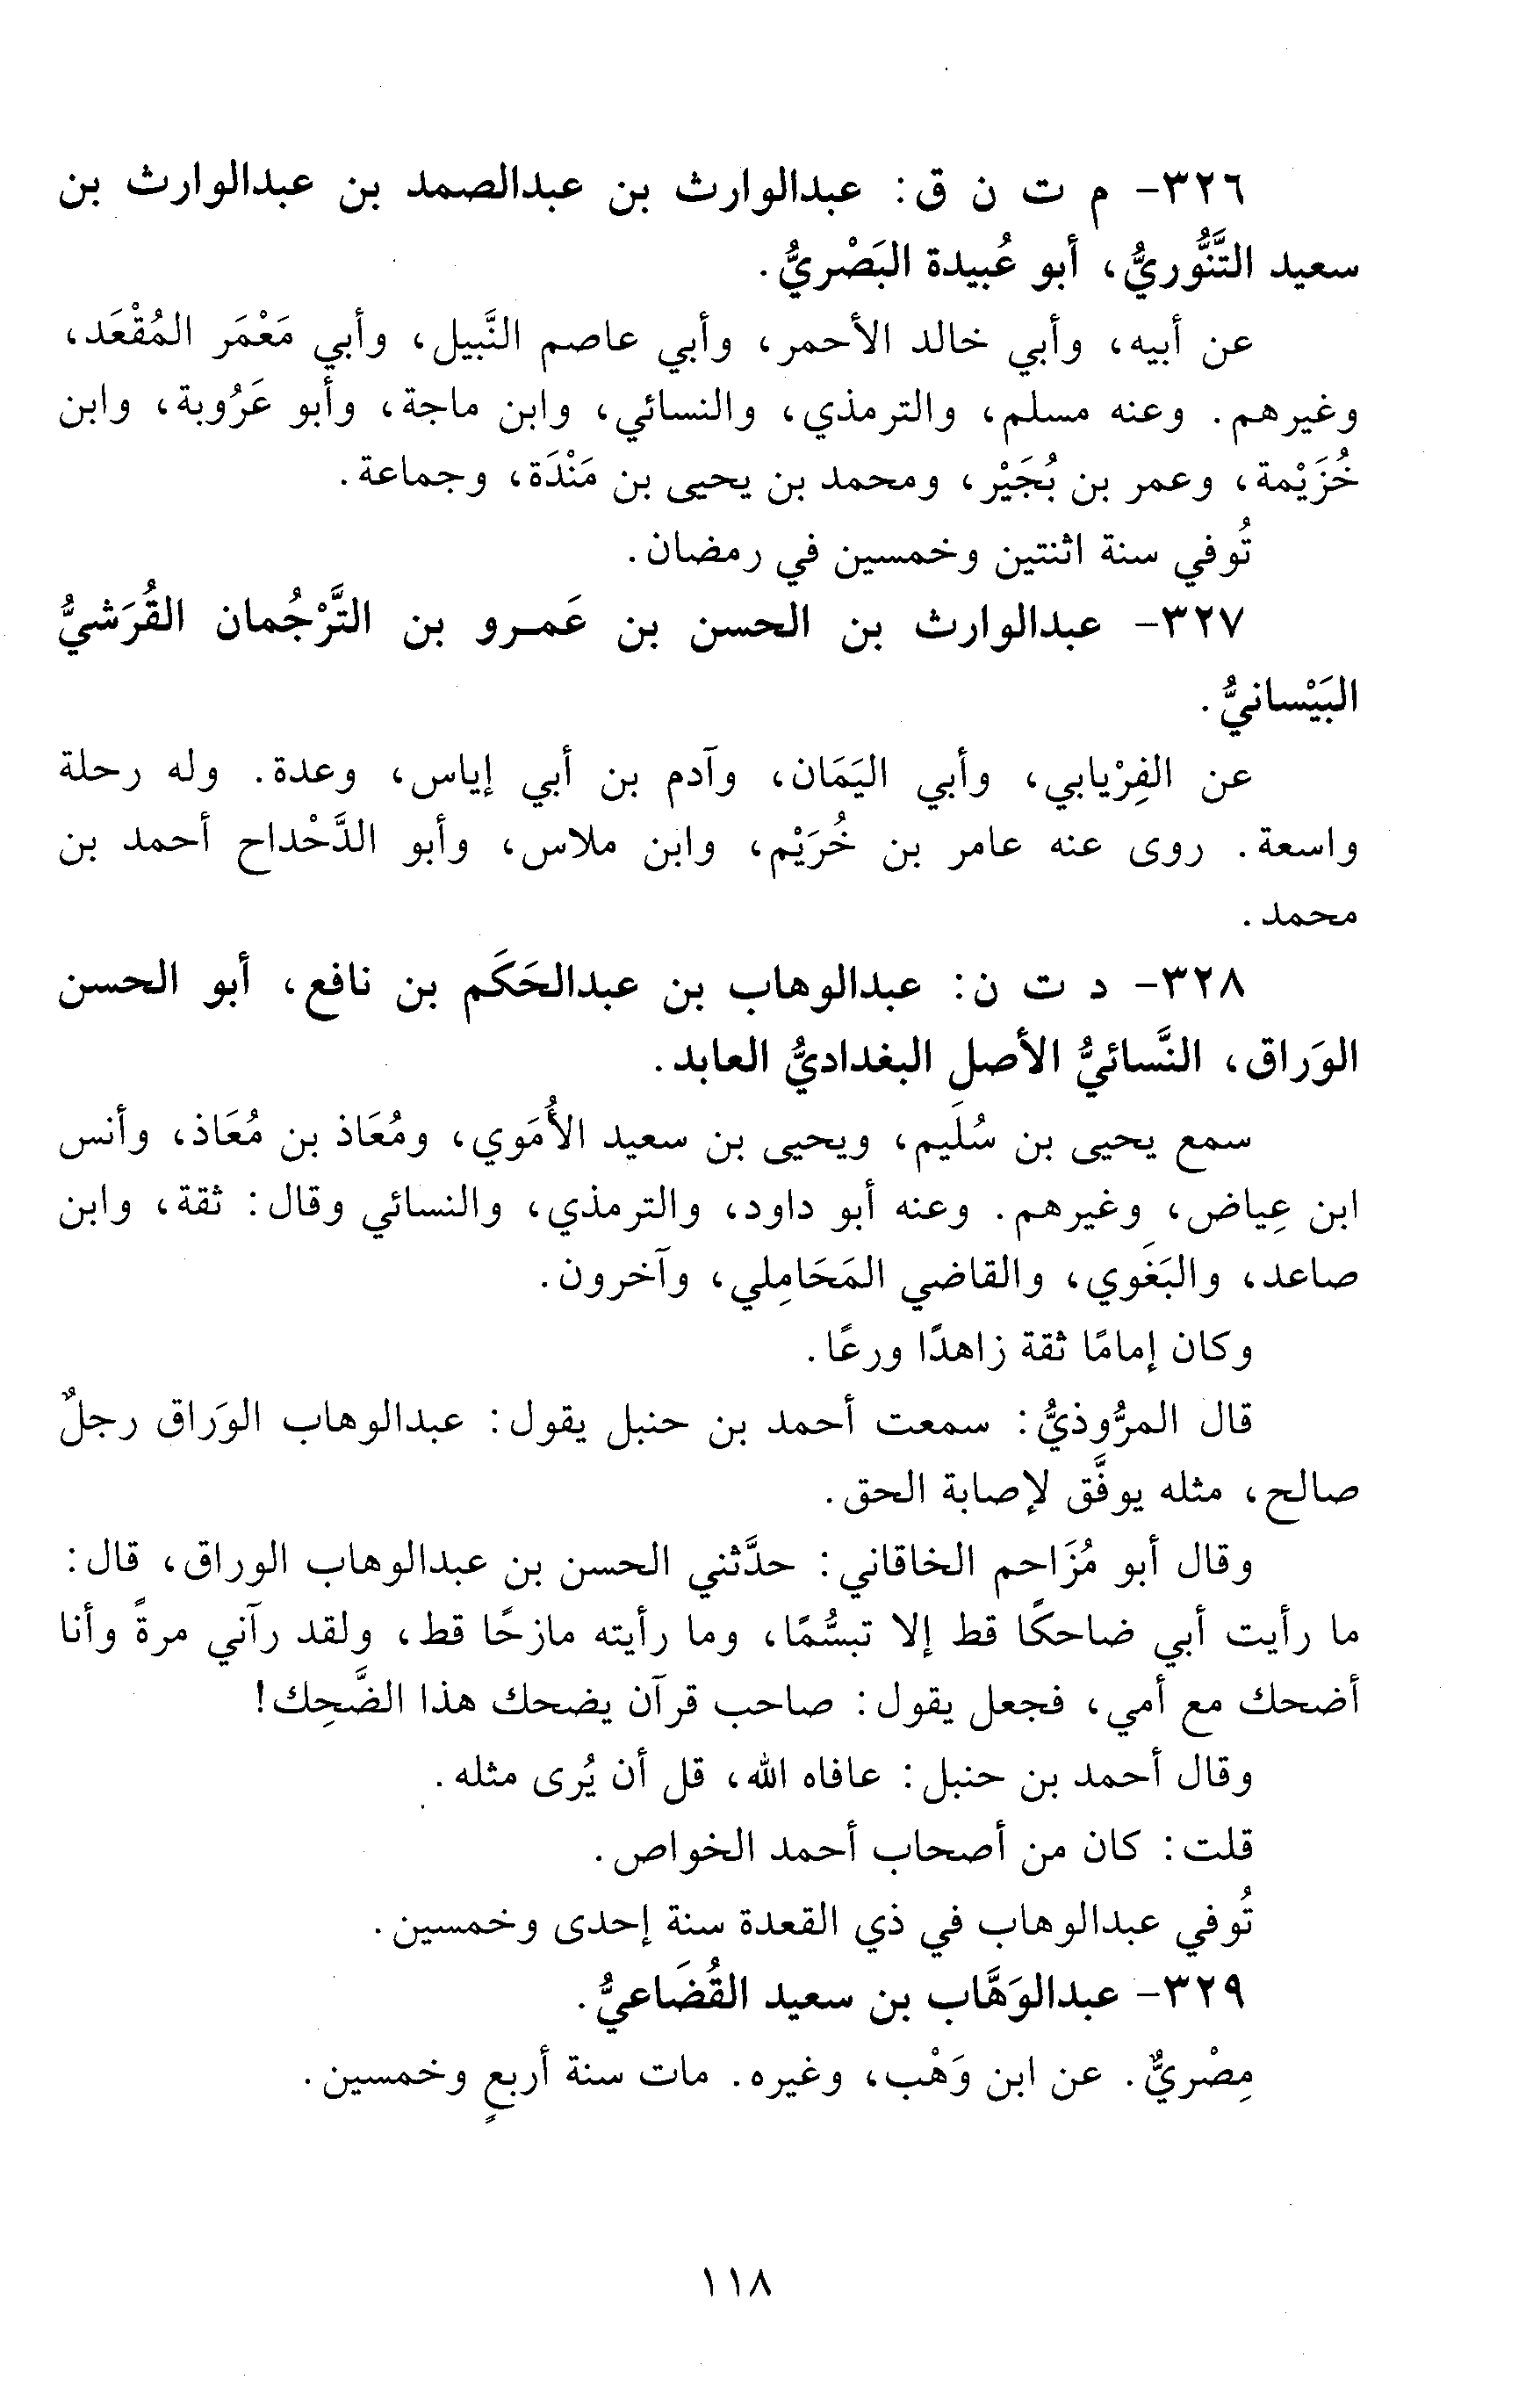 ٣٢٦- م ت ن ق: عبدالوارث بن عبدالصمد بن عبدالوارث بن
سعيد التَّنُّوريُّ، أبو عُبيدة البَصْريُّ.
عن أبيه، وأبي خالد الأحمر، وأبي عاصم النَّبيل، وأبي مَعْمَر المُقْعَد،
وغيرهم. وعنه مسلم، والترمذي، والنسائي، وابن ماجة، وأبو عَرُوبة، وابن
خُزَيْمة، وعمر بن بُجَيْر، ومحمد بن يحيى بن مَنْدَة، وجماعة.
تُوفي سنة اثنتين وخمسين في رمضان.
٣٢٧- عبدالوارث بن الحسن بن عَمـرو بن التَّرْجُمان القُرَشيُّ
البَيْسانيُّ.
عن الفِرْيابي، وأبي اليَمَان، وآدم بن أبي إياس، وعدة. وله رحلة
واسعة. روى عنه عامر بن خُرَيْم، وابن ملاس، وأبو الدَّحْداح أحمد بن
محمد.
٣٢٨- د ت ن: عبدالوهاب بن عبدالحَكَم بن نافع، أبو الحسن
الوَراق، النَّسائيُّ الأصل البغداديُّ العابد.
سمع يحيى بن سُلَيم، ويحيى بن سعيد الأُمَوي، ومُعَاذ بن مُعَاذ، وأنس
ابن عِياض، وغيرهم. وعنه أبو داود، والترمذي، والنسائي وقال: ثقة، وابن
صاعد، والبَغَوي، والقاضي المَحَامِلي، وآخرون.
وكان إمامًا ثقة زاهدًا ورعًا.
قال المرُّوذيُّ: سمعت أحمد بن حنبل يقول: عبدالوهاب الوَراق رجلٌ
صالح، مثله يوفَّق لإصابة الحق.
وقال أبو مُزَاحم الخاقاني: حدَّثني الحسن بن عبدالوهاب الوراق، قال:
ما رأيت أبي ضاحكًا قط إلا تبسُّمًا، وما رأيته مازحًا قط، ولقد رآني مرةً وأنا
أضحك مع أمي، فجعل يقول: صاحب قرآن يضحك هذا الضَّحِك!
وقال أحمد بن حنبل: عافاه الله، قل أن يُرى مثله.
قلت: كان من أصحاب أحمد الخواص.
تُوفي عبدالوهاب في ذي القعدة سنة إحدى وخمسين.
٣٢٩- عبدالوَهَّاب بن سعيد القُضَاعيُّ.
مِصْريٌّ. عن ابن وَهْب، وغيره. مات سنة أربعٍ وخمسين.
١١٨